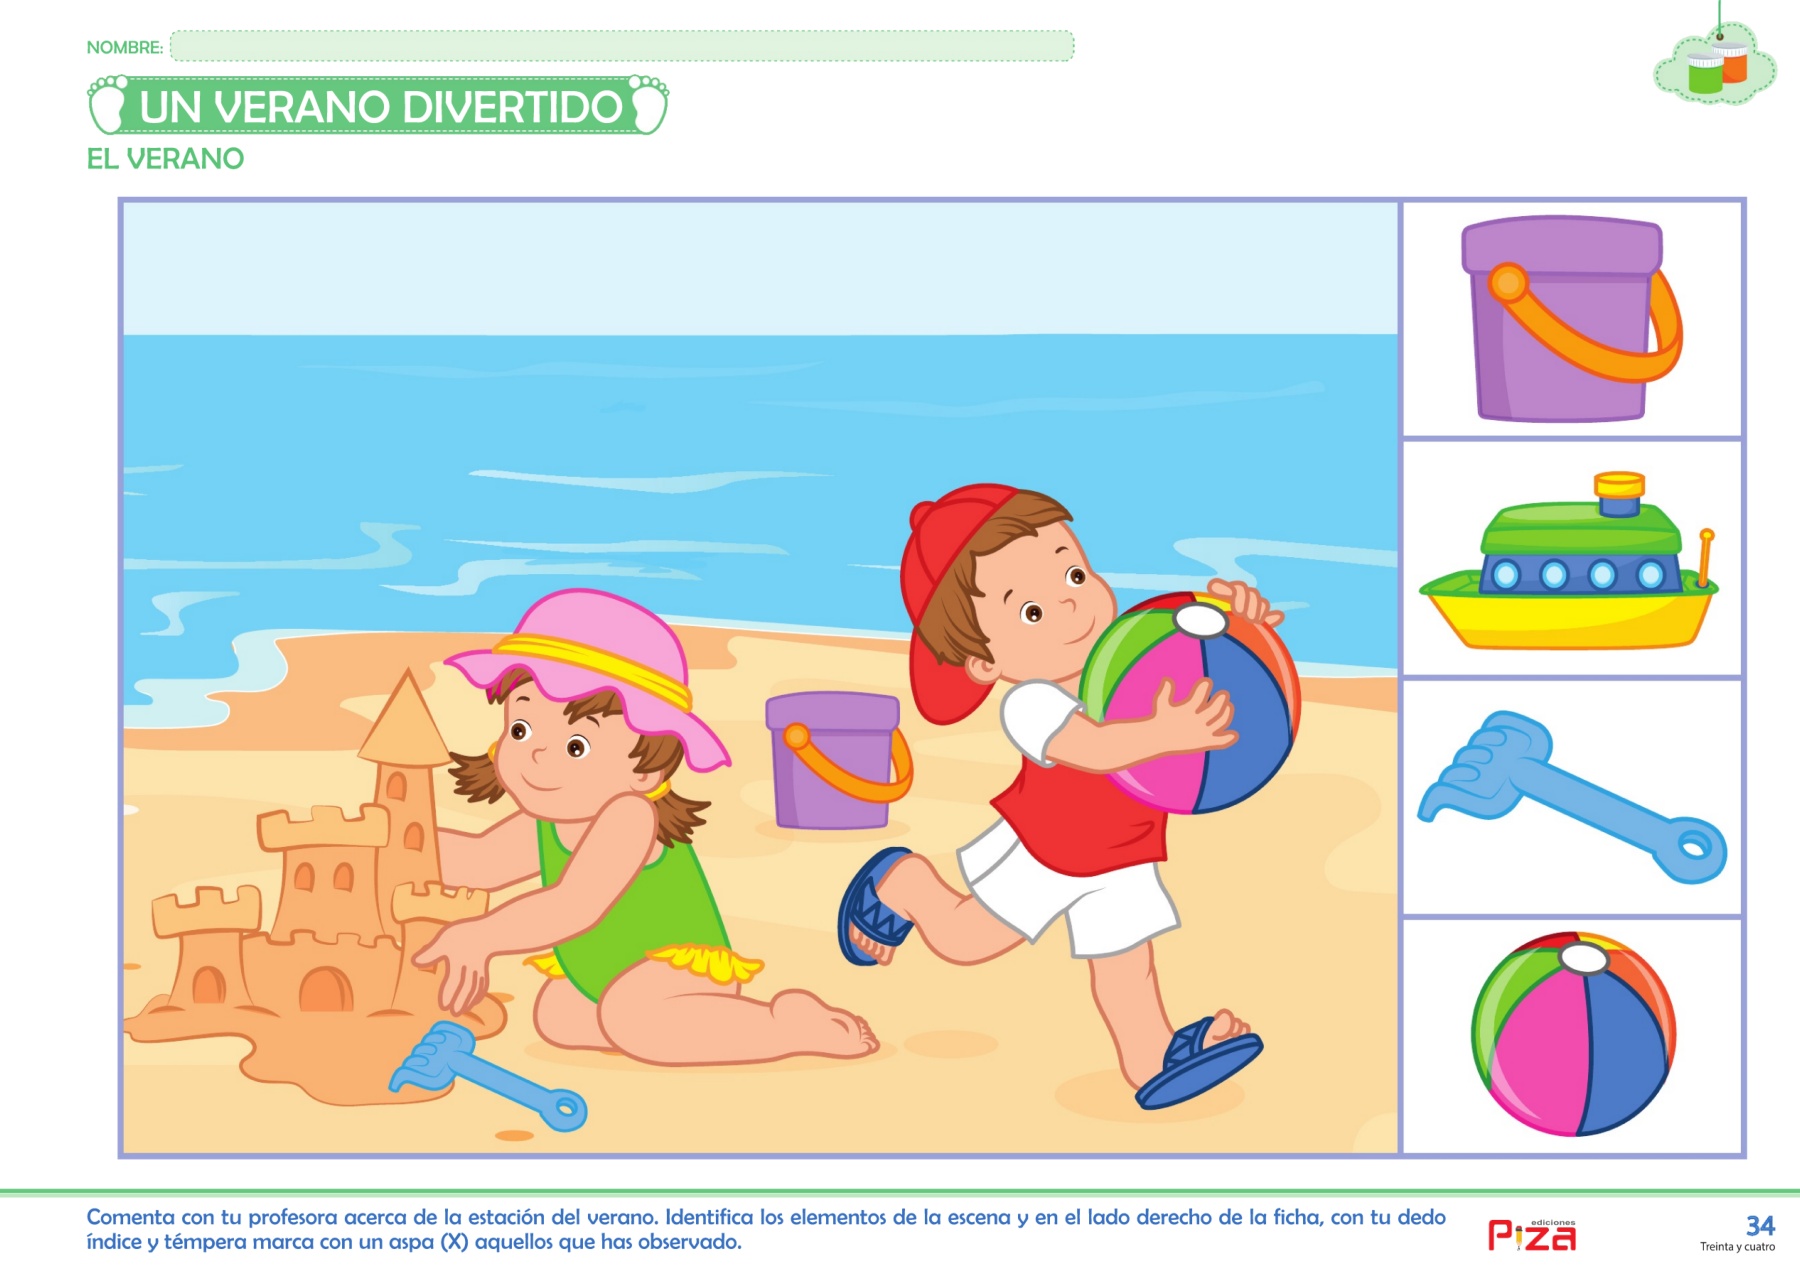 NOMBRE:
UN VERANO DIVERTIDO
EL VERANO
Comenta con tu profesora acerca de la estación del verano. Identifica los elementos de la escena y en el lado derecho de la ficha, con tu dedo
índice y témpera marca con un aspa (X) aquellos que has observado.
ediciones
PIZA
34
Treinta y cuatro